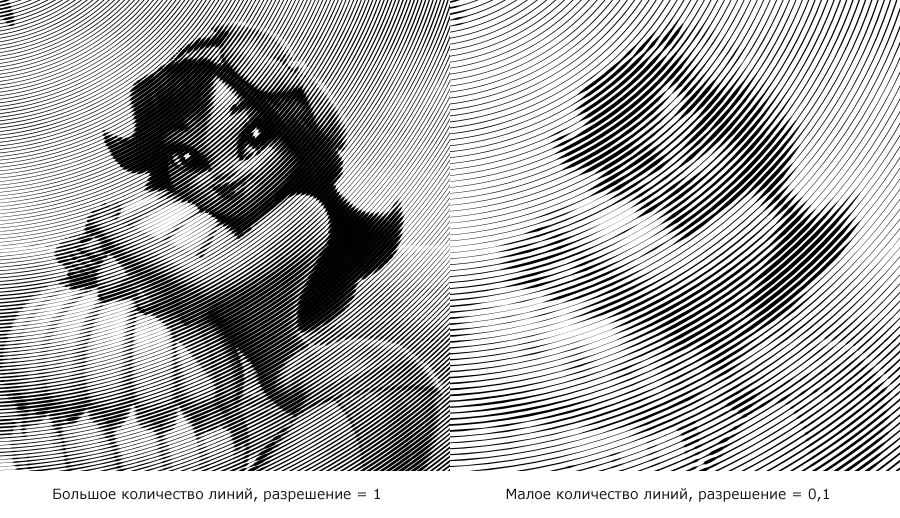 Большое количество линий, разрешение = 1
Малое количество линий, разрешение = 0,1